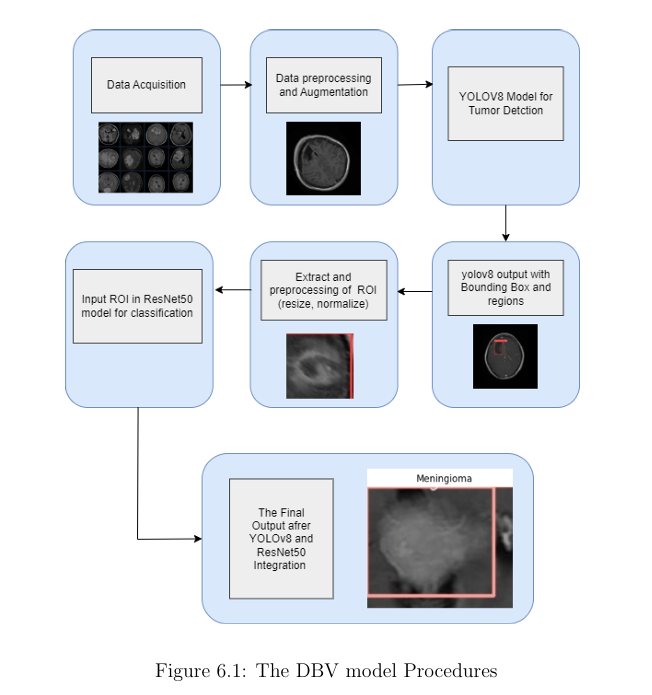 Data Acquisition
Data preprocessing
and Augmentation
YOLOV8 Model for
Tumor Detction
yolov8 output with
Bounding Box and
regions
Extract and
preprocessing of ROI
(resize, normalize)
Input ROI in ResNet50
model for classification
The Final
Output afrer
YOLOv8 and
ResNet50
Integration
Meningioma
Figure 6.1: The DBV model Procedures